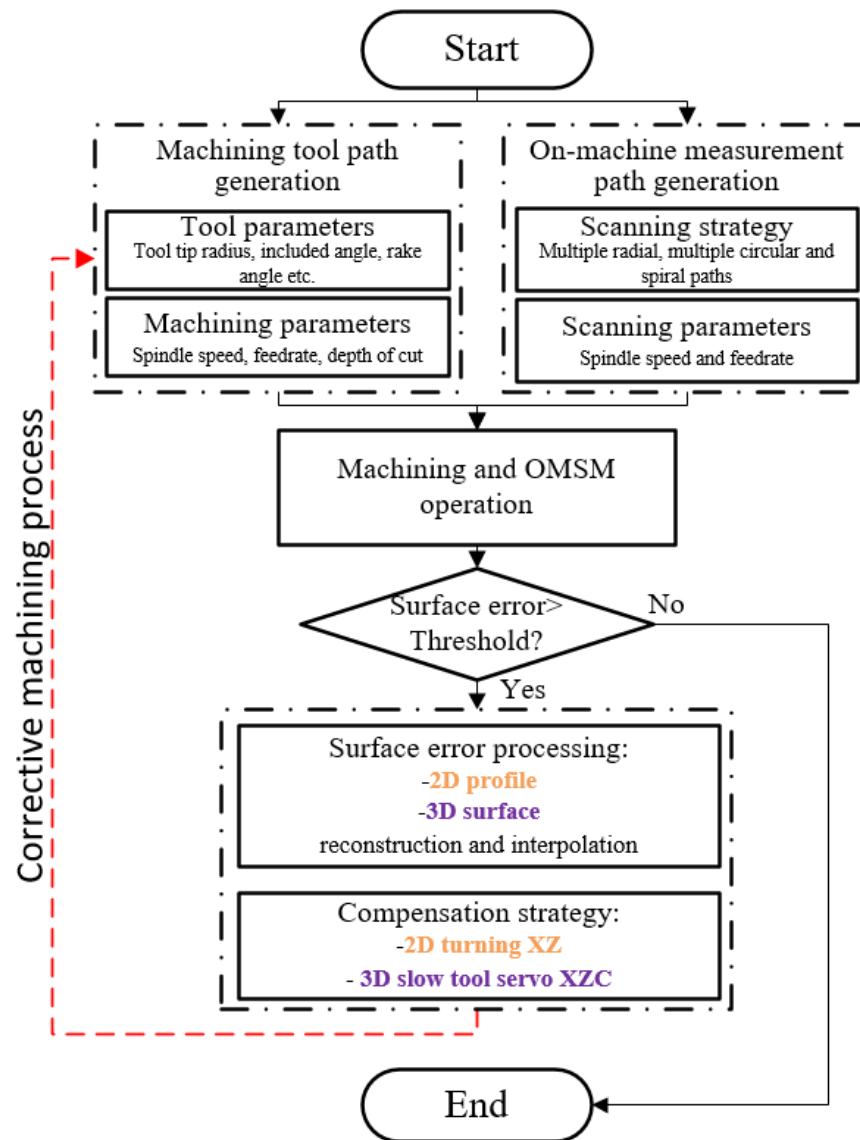 Start
Machining tool path
generation
Tool parameters
Tool tip radius, included angle, rake
angle etc.
Machining parameters
Spindle speed, feedrate, depth of cut
On-machine measurement
path generation
Scanning strategy
Multiple radial, multiple circular and
spiral paths
Scanning parameters
Spindle speed and feedrate
Corrective machining process
Machining and OMSM
operation
Surface error>
Threshold?
No
Yes
Surface error processing:
-2D profile
-3D surface
reconstruction and interpolation
Compensation strategy:
-2D turning XZ
- 3D slow tool servo XZC
End